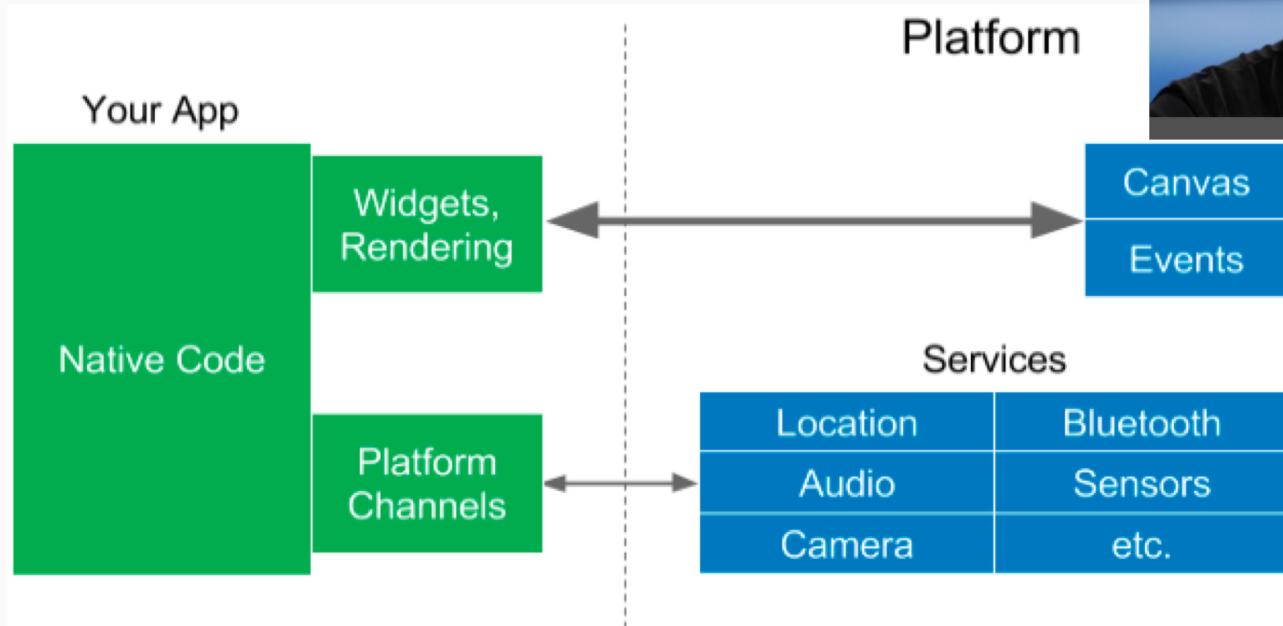 Platform
Your App
Widgets,
Rendering
Canvas
Events
Native Code
Services
Platform
Channels
Location
Bluetooth
Audio
Sensors
Camera
etc.